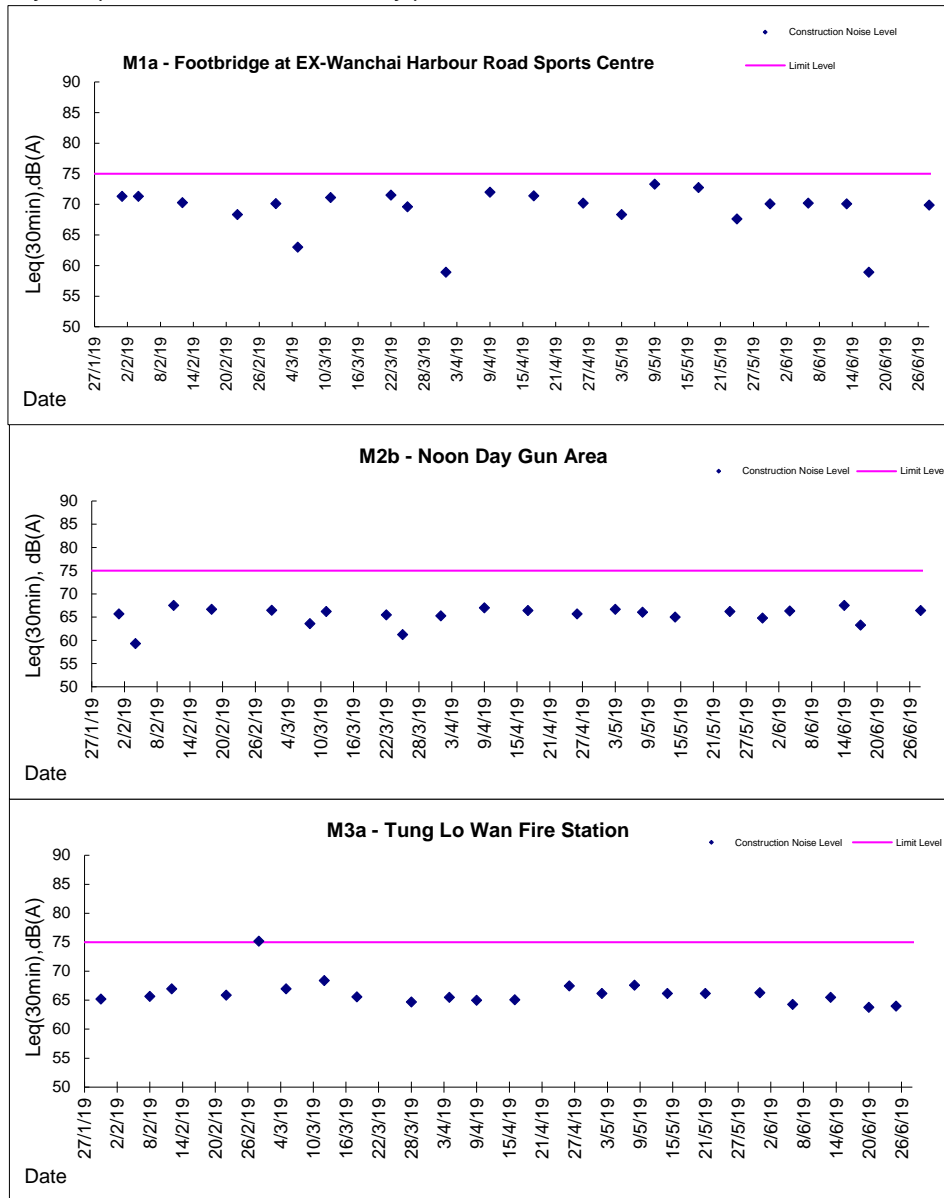 M1a - Footbridge at EX-Wanchai Harbour Road Sports Centre
Construction Noise Level
Limit Level
Leq(30min),dB(A)
90
85
80
75
70
65
60
55
50
27/1/19 2/2/19 8/2/19 14/2/19 20/2/19 26/2/19 4/3/19 10/3/19 16/3/19 22/3/19 28/3/19 3/4/19 9/4/19 15/4/19 21/4/19 27/4/19 3/5/19 9/5/19 15/5/19 21/5/19 27/5/19 2/6/19 8/6/19 14/6/19 20/6/19 26/6/19
Date
M2b - Noon Day Gun Area
Construction Noise Level Limit Leve
Leq(30min), dB(A)
90
85
80
75
70
65
60
55
50
27/1/19 2/2/19 8/2/19 14/2/19 20/2/19 26/2/19 4/3/19 10/3/19 16/3/19 22/3/19 28/3/19 3/4/19 9/4/19 15/4/19 21/4/19 27/4/19 3/5/19 9/5/19 15/5/19 21/5/19 27/5/19 2/6/19 8/6/19 14/6/19 20/6/19 26/6/19
Date
M3a - Tung Lo Wan Fire Station
Construction Noise Level Limit Level
Leq(30min),dB(A)
90
85
80
75
70
65
60
55
50
27/1/19 2/2/19 8/2/19 14/2/19 20/2/19 26/2/19 4/3/19 10/3/19 16/3/19 22/3/19 28/3/19 3/4/19 9/4/19 15/4/19 21/4/19 27/4/19 3/5/19 9/5/19 15/5/19 21/5/19 27/5/19 2/6/19 8/6/19 14/6/19 20/6/19 26/6/19
Date